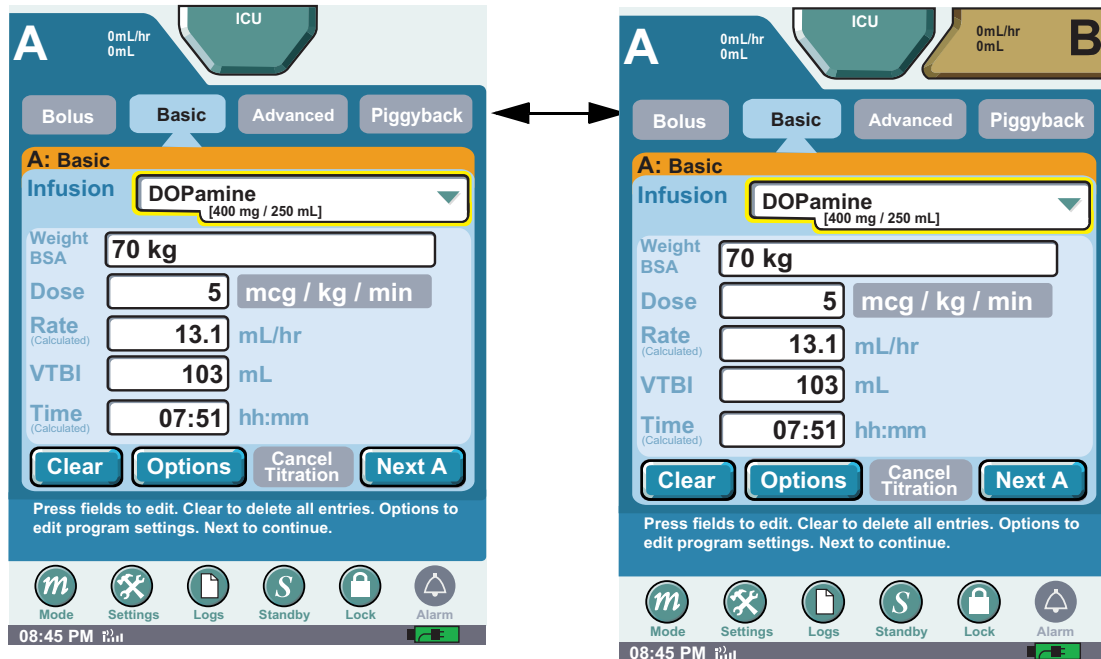 ICU
A
0mL/hr
0mL
Bolus Basic Advanced Piggyback
A: Basic
Infusion
DOPamine
[400 mg / 250 mL]
Weight
BSA
70 kg
Dose 5 mcg / kg / min
Rate
(Calculated)
13.1 mL/hr
VTBI 103 mL
Time
(Calculated)
07:51 hh:mm
Clear Options Cancel Titration Next A
Press fields to edit. Clear to delete all entries. Options to
edit program settings. Next to continue.
m S
Mode Settings Logs Standby Lock Alarm
08:45 PM
ICU
A
0mL/hr
0mL
0mL/hr
0mL
B
Bolus Basic Advanced Piggyback
A: Basic
Infusion
DOPamine
[400 mg / 250 mL]
Weight
BSA
70 kg
Dose 5 mcg / kg / min
Rate
(Calculated)
13.1 mL/hr
VTBI 103 mL
Time
(Calculated)
07:51 hh:mm
Clear Options Cancel Titration Next A
Press fields to edit. Clear to delete all entries. Options to
edit program settings. Next to continue.
m S
Mode Settings Logs Standby Lock Alarm
08:45 PM